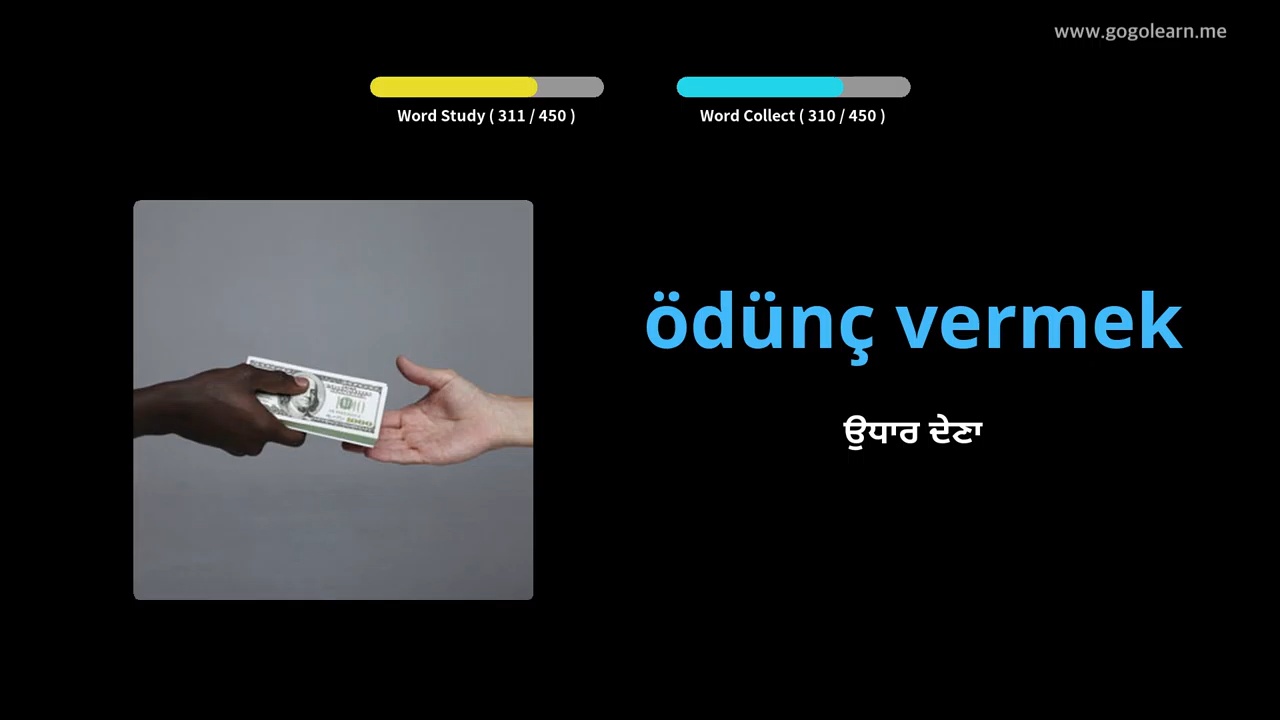 www.gogolearn.me
Word Study ( 311 / 450 )
Word Collect ( 310 / 450 )
ödünç vermek
ਉਧਾਰ ਦੇਣਾ